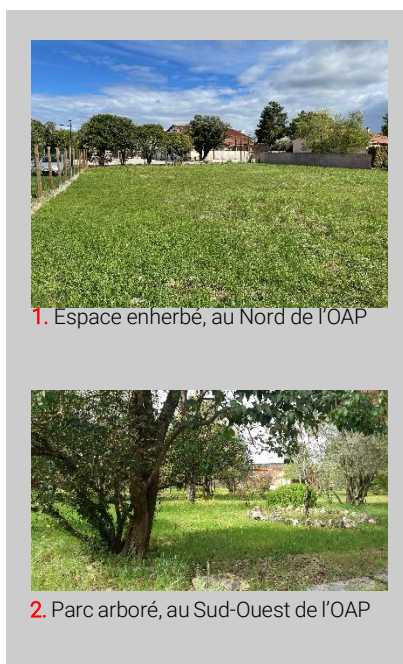 1. Espace enherbé, au Nord de l'OAP
2. Parc arboré, au Sud-Ouest de l'OAP